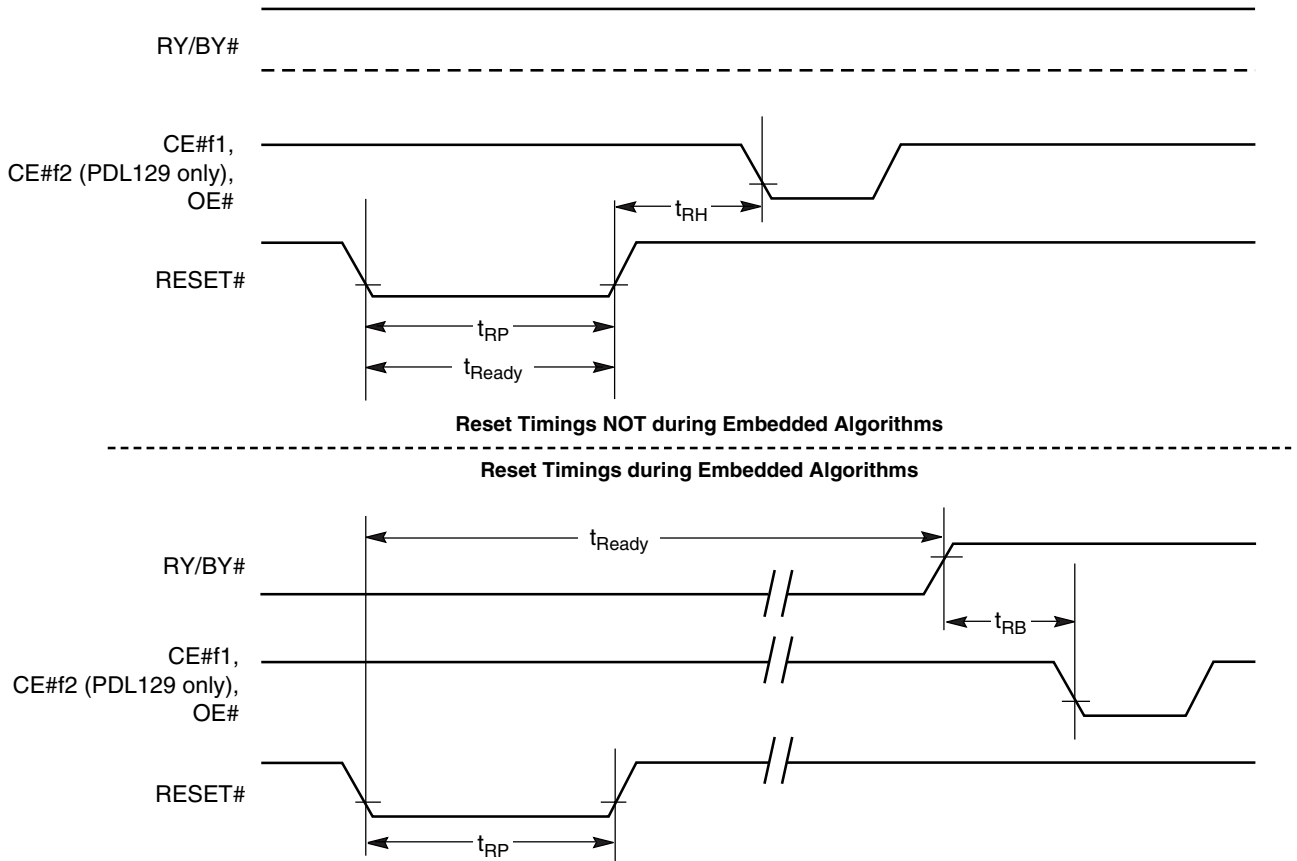 RY/BY#
CE#f1,
CE#f2 (PDL129 only),
OE#
tRH
RESET#
tRP
tReady
Reset Timings NOT during Embedded Algorithms
Reset Timings during Embedded Algorithms
tReady
RY/BY#
tRB
CE#f1,
CE#f2 (PDL129 only),
OE#
RESET#
tRP